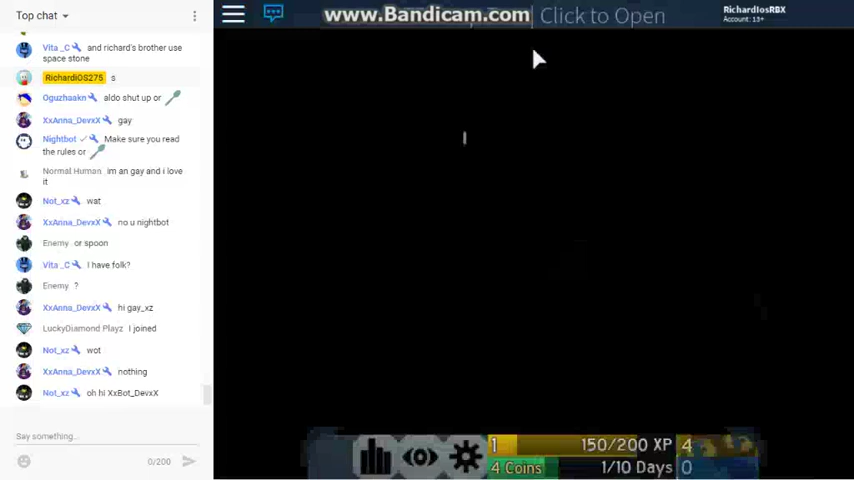 Top chat
www.Bandicam.com Click to Open
RichardIosRBX
Account: 13+
Vita _C and richard's brother use
space stone
RichardiOS275 s
Oguzhaakn aldo shut up or
XxAnna_DevxX gay
Nightbot Make sure you read
the rules or
Normal Human im an gay and i love
it
Not_xz wat
XxAnna_DevxX no u nightbot
Enemy or spoon
Vita _C I have folk?
Enemy ?
XxAnna_DevxX hi gay_xz
LuckyDiamond Playz I joined
Not_xz wot
XxAnna_DevxX nothing
Not_xz oh hi XxBot_DevxX
Say something...
0/200
1 150/200 XP 4
4 Coins 1/10 Days 0